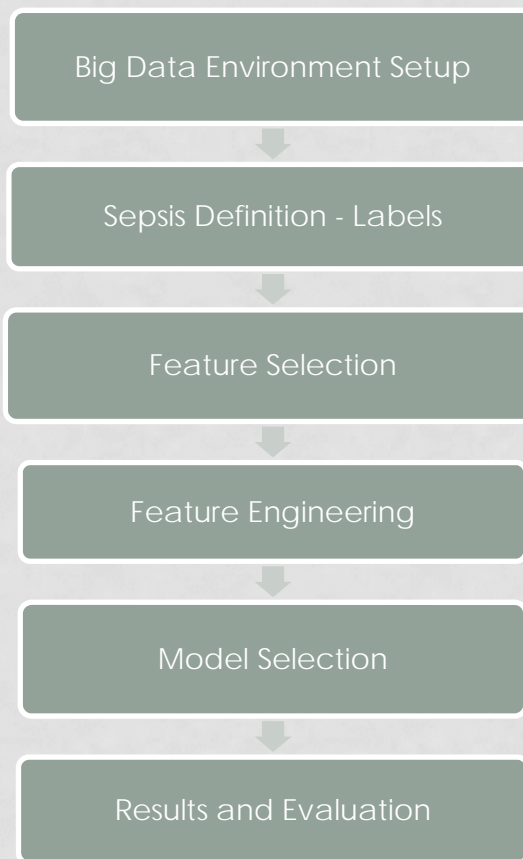 Big Data Environment Setup
Sepsis Definition - Labels
Feature Selection
Feature Engineering
Model Selection
Results and Evaluation